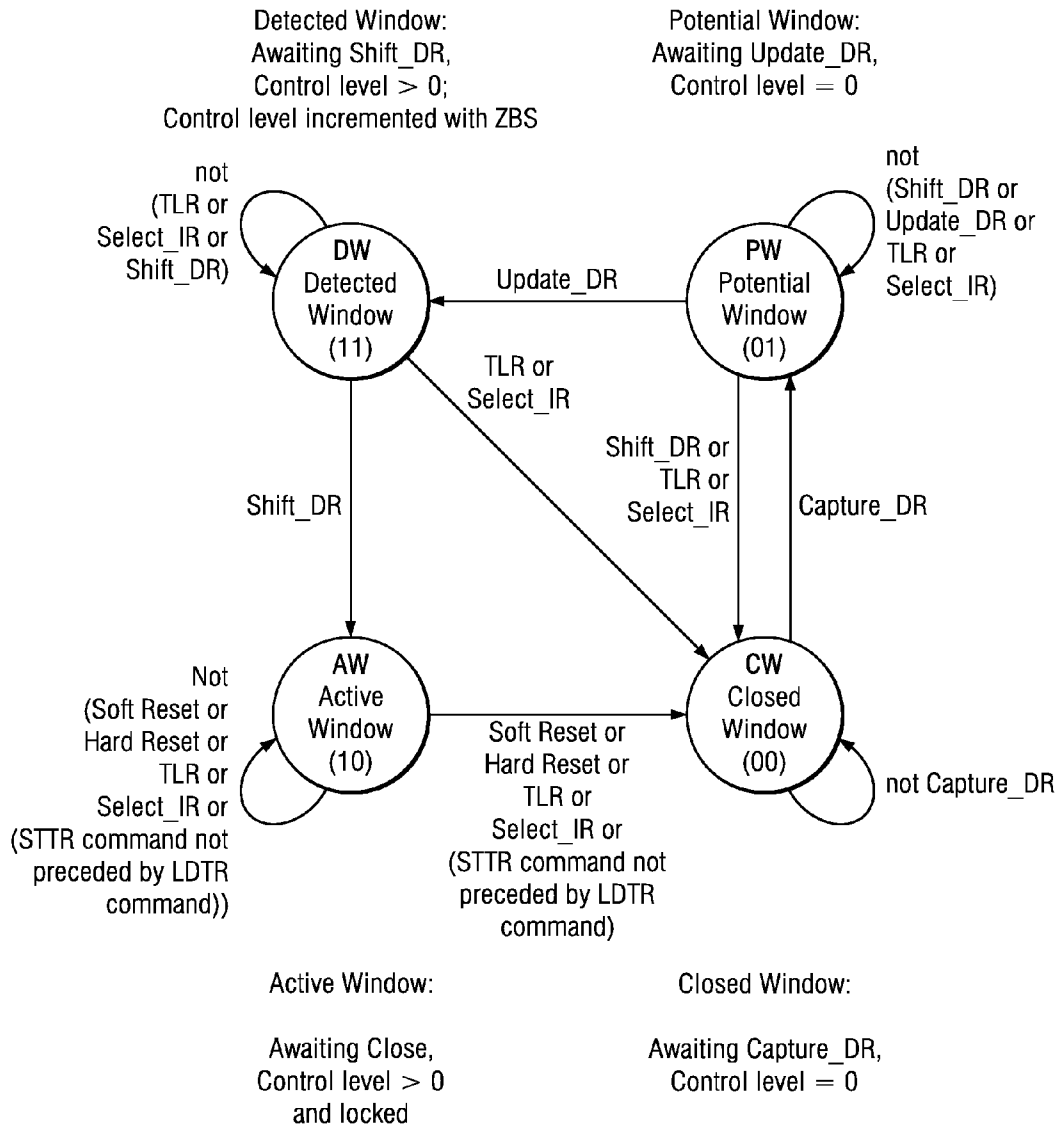 Detected Window:
Awaiting Shift_DR,
Control level > 0;
Control level incremented with ZBS
Potential Window:
Awaiting Update_DR,
Control level = 0
not
(TLR or
Select_IR or
Shift_DR)
DW
Detected
Window
(11)
Update_DR
PW
Potential
Window
(01)
not
(Shift_DR or
Update_DR or
TLR or
Select_IR)
TLR or
Select_IR
Shift_DR
Shift_DR or
TLR or
Select_IR
Capture_DR
Not
(Soft Reset or
Hard Reset or
TLR or
Select_IR or
(STTR command not
preceded by LDTR
command))
AW
Active
Window
(10)
Soft Reset or
Hard Reset or
TLR or
Select_IR or
(STTR command not
preceded by LDTR
command)
CW
Closed
Window
(00)
not Capture_DR
Active Window:
Awaiting Close,
Control level > 0
and locked
Closed Window:
Awaiting Capture_DR,
Control level = 0